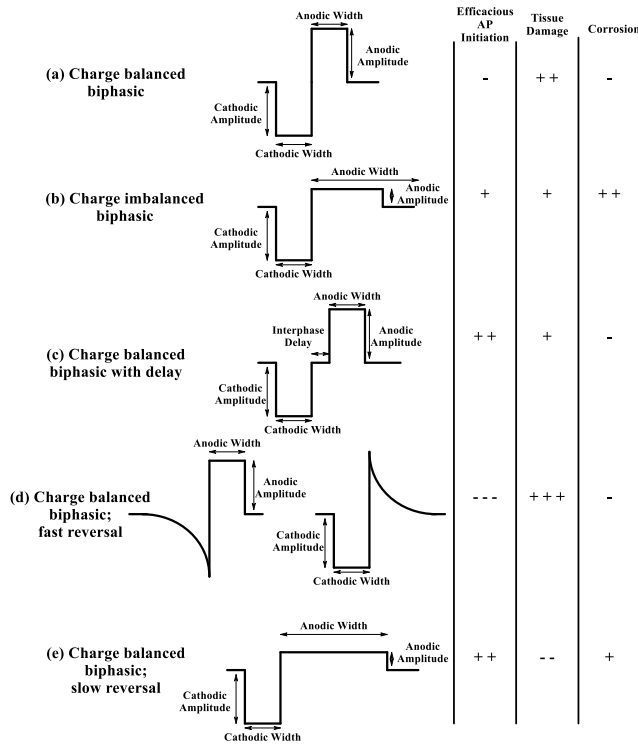 Efficacious
AP
Initiation
Tissue
Damage
Corrosion
Anodic Width
Anodic
Amplitude
(a) Charge balanced
biphasic
Cathodic
Amplitude
Cathodic Width
-
++
-
Anodic Width
(b) Charge imbalanced
biphasic
Anodic
Amplitude
Cathodic
Amplitude
Cathodic Width
+
+
++
Anodic Width
Interphase
Delay
Anodic
Amplitude
(c) Charge balanced
biphasic with delay
Cathodic
Amplitude
Cathodic Width
++
+
-
Anodic Width
Anodic
Amplitude
(d) Charge balanced
biphasic;
fast reversal
Cathodic
Amplitude
Cathodic Width
---
+++
-
Anodic Width
(e) Charge balanced
biphasic;
slow reversal
Anodic
Amplitude
Cathodic
Amplitude
Cathodic Width
++
--
+